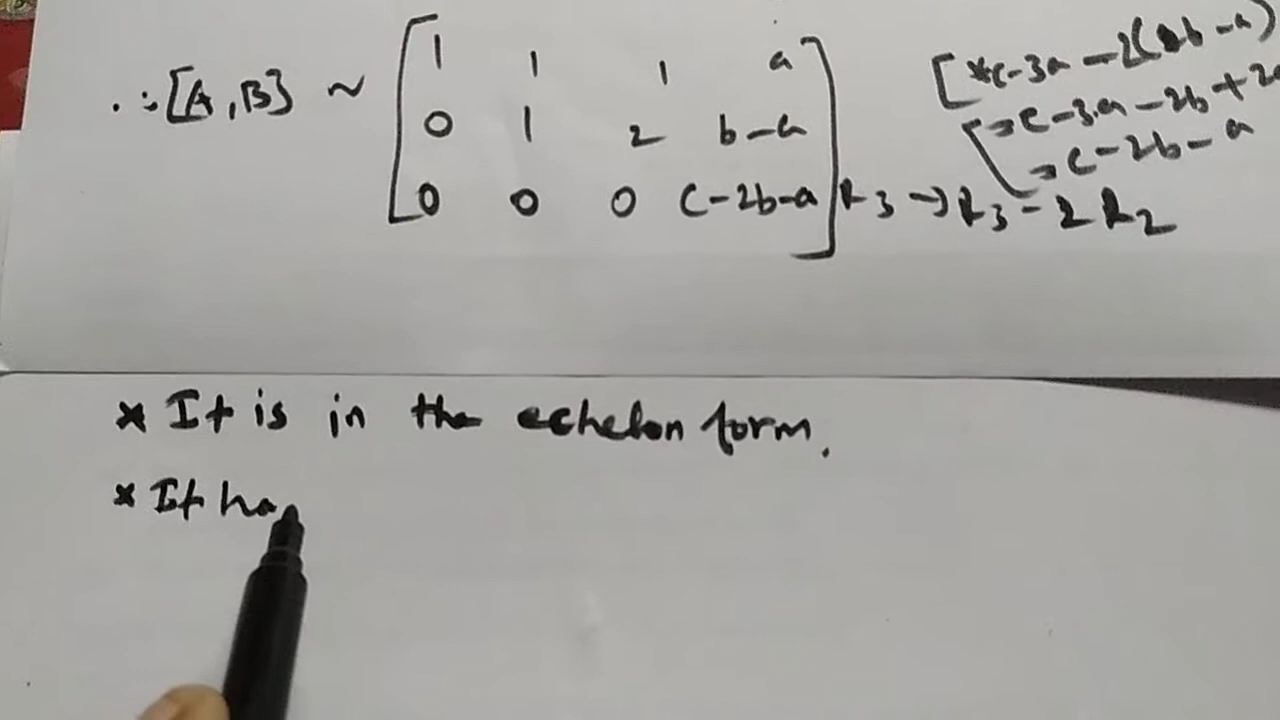 ∴ [A, B] ~ [ 1 1 1 a
0 1 2 b-a
0 0 0 c-2b-a ] R3 → R3 - 2R2
[* c-3a-2(b-a)
⇒ c-3a-2b+2a
⇒ c-2b-a
* It is in the echelon form.
* It ha